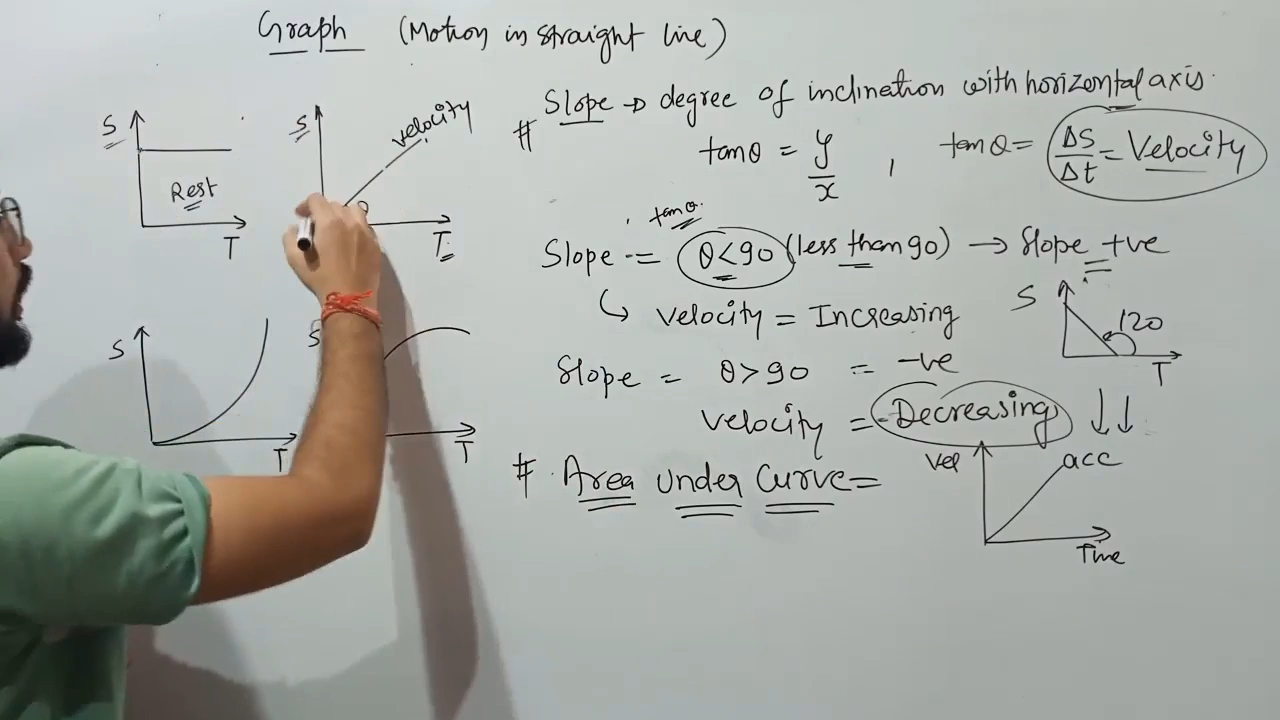 Graph (Motion in straight line)
S
Rest
T
S
velocity
θ
T
S
T
S
T
# Slope → degree of inclination with horizontal axis.
tanθ = y/x , tanθ = ΔS/Δt = Velocity
tanθ.
Slope = θ<90 (less than 90) → Slope +ve
↳ velocity = Increasing
S
120
T
Slope = θ>90 = -ve
velocity = -Decreasing ↓↓
# Area under Curve =
Vel
acc
Time